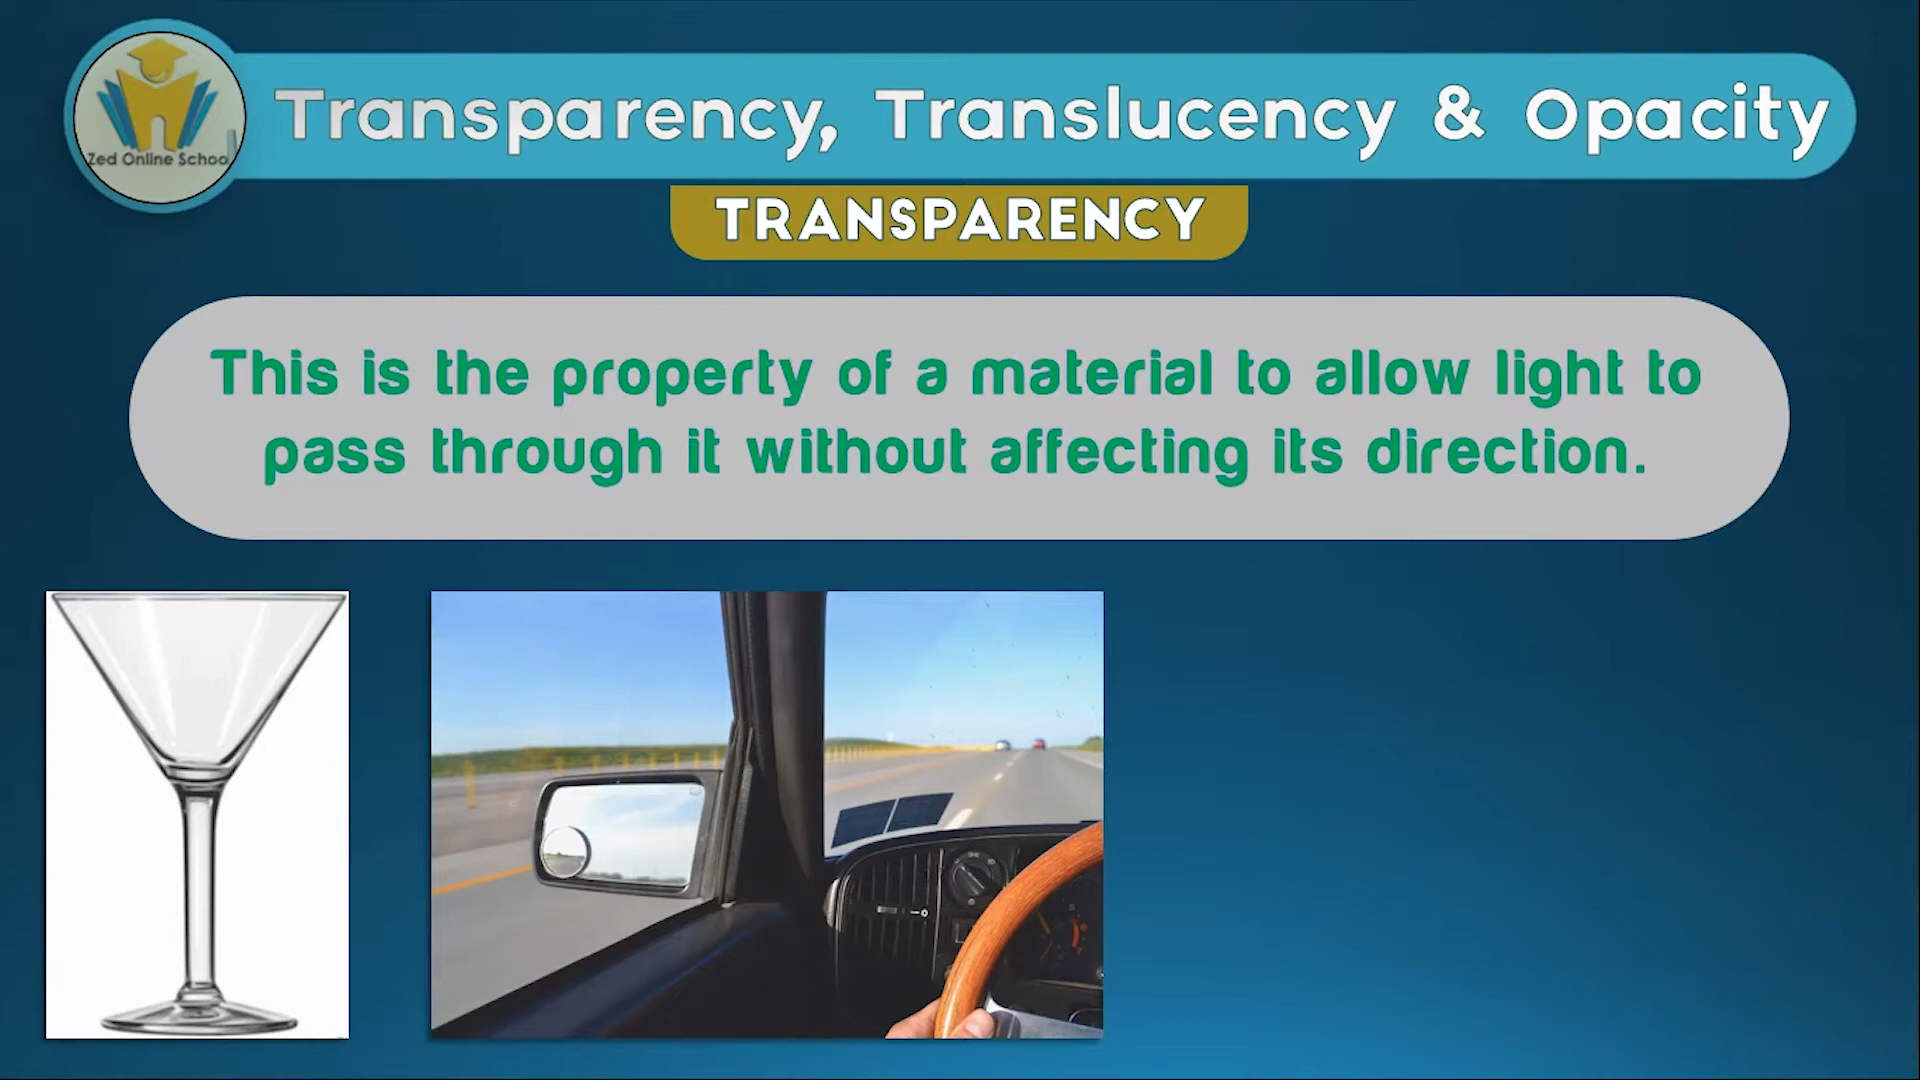 Zed Online School
Transparency, Translucency & Opacity
TRANSPARENCY
This is the property of a material to allow light to
pass through it without affecting its direction.